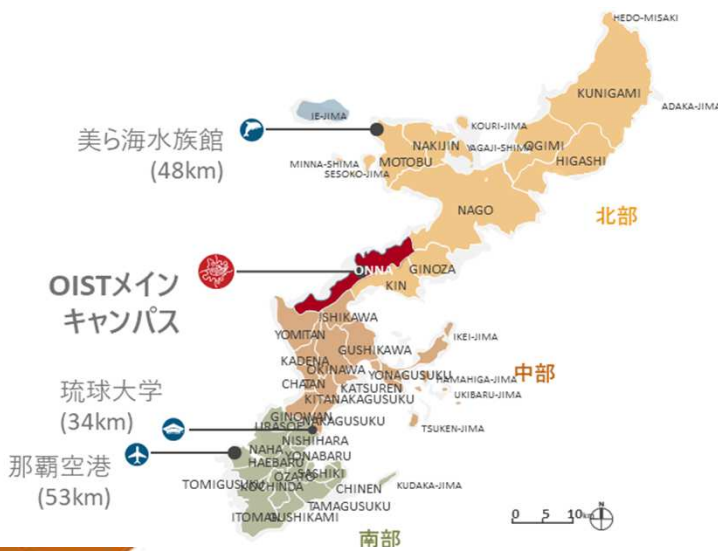 HEDO-MISAKI
KUNIGAMI
ADAKA-JIMA
IE-JIMA
KOURI-JIMA
美ら海水族館
(48km)
NAKIJIN
YAGAJI-SHIMA
OGIMI
MINNA-SHIMA
MOTOBU
HIGASHI
SESOKO-JIMA
NAGO
北部
ONNA
GINOZA
OISTメイン
キャンパス
KIN
ISHIKAWA
YOMITAN
IKEI-JIMA
GUSHIKAWA
KADENA
OKINAWA
YONAGUSUKU
HAMAHIGA-JIMA
中部
CHATAN
KATSUREN
UKIBARU-JIMA
KITANAKAGUSUKU
琉球大学
(34km)
GINOWAN
NAKAGUSUKU
URASOE
TSUKEN-JIMA
NISHIHARA
那覇空港
(53km)
NAHA
YONABARU
HAEBARU
SASHIKI
OZATO
TOMIGUSUKU
KOCHINDA
CHINEN
KUDAKA-JIMA
TAMAGUSUKU
ITOMAN
GUSHIKAMI
南部
0 5 10km
N